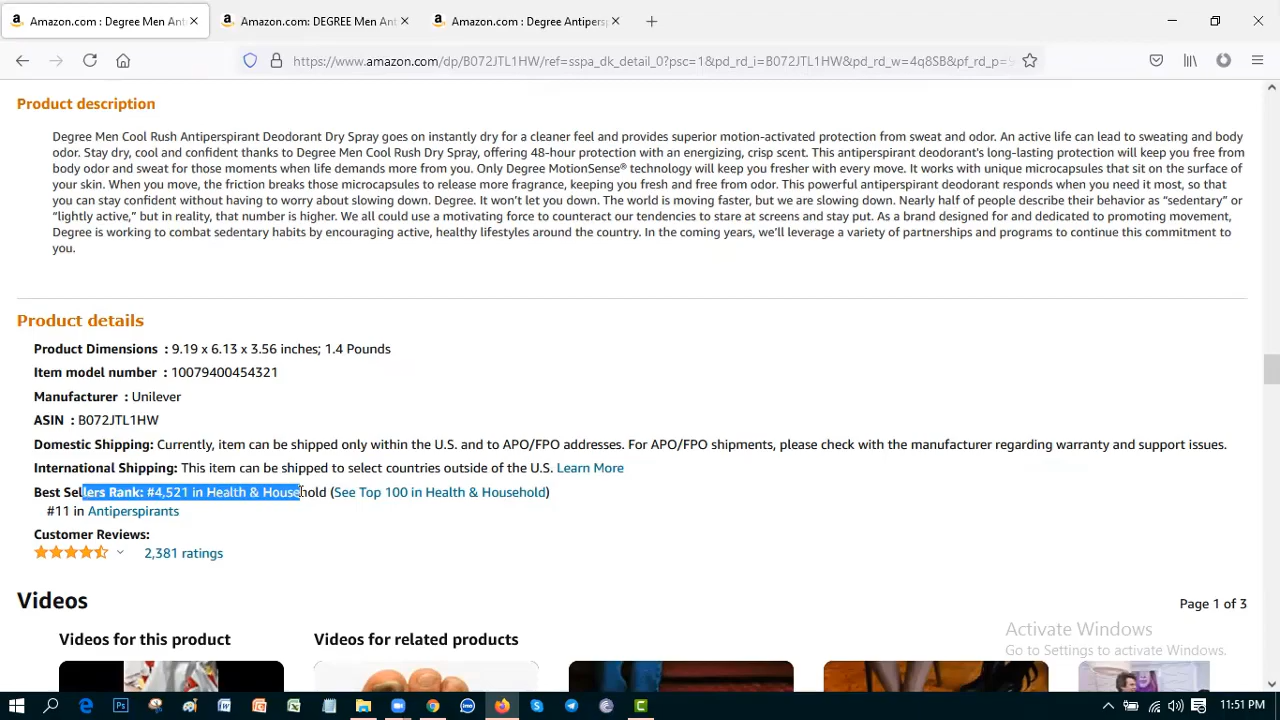 Amazon.com : Degree Men Anti
Amazon.com: DEGREE Men Ant
Amazon.com : Degree Antipers
https://www.amazon.com/dp/B072JTL1HW/ref=sspa_dk_detail_0?psc=1&pd_rd_i=B072JTL1HW&pd_rd_w=4q8SB&pf_rd_p=
Product description
Degree Men Cool Rush Antiperspirant Deodorant Dry Spray goes on instantly dry for a cleaner feel and provides superior motion-activated protection from sweat and odor. An active life can lead to sweating and body
odor. Stay dry, cool and confident thanks to Degree Men Cool Rush Dry Spray, offering 48-hour protection with an energizing, crisp scent. This antiperspirant deodorant's long-lasting protection will keep you free from
body odor and sweat for those moments when life demands more from you. Only Degree MotionSense® technology will keep you fresher with every move. It works with unique microcapsules that sit on the surface of
your skin. When you move, the friction breaks those microcapsules to release more fragrance, keeping you fresh and free from odor. This powerful antiperspirant deodorant responds when you need it most, so that
you can stay confident without having to worry about slowing down. Degree. It won't let you down. The world is moving faster, but we are slowing down. Nearly half of people describe their behavior as “sedentary” or
“lightly active,” but in reality, that number is higher. We all could use a motivating force to counteract our tendencies to stare at screens and stay put. As a brand designed for and dedicated to promoting movement,
Degree is working to combat sedentary habits by encouraging active, healthy lifestyles around the country. In the coming years, we'll leverage a variety of partnerships and programs to continue this commitment to
you.
Product details
Product Dimensions : 9.19 x 6.13 x 3.56 inches; 1.4 Pounds
Item model number : 10079400454321
Manufacturer : Unilever
ASIN : B072JTL1HW
Domestic Shipping: Currently, item can be shipped only within the U.S. and to APO/FPO addresses. For APO/FPO shipments, please check with the manufacturer regarding warranty and support issues.
International Shipping: This item can be shipped to select countries outside of the U.S. Learn More
Best Sellers Rank: #4,521 in Health & Household (See Top 100 in Health & Household)
#11 in Antiperspirants
Customer Reviews:
2,381 ratings
Videos
Page 1 of 3
Videos for this product
Videos for related products
Activate Windows
Go to Settings to activate Windows.
11:51 PM